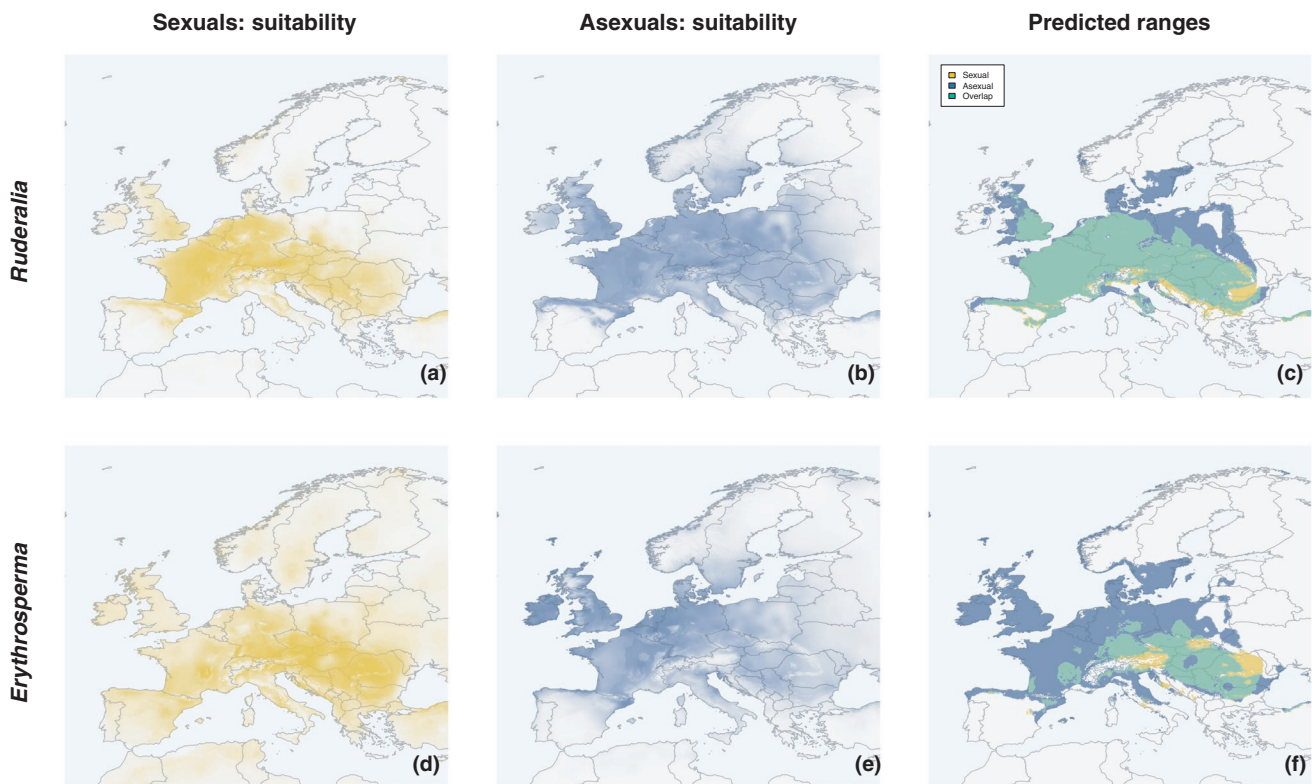 Sexuals: suitability
Asexuals: suitability
Predicted ranges
Ruderalia
Sexual
Asexual
Overlap
(a)
(b)
(c)
Erythrosperma
(d)
(e)
(f)